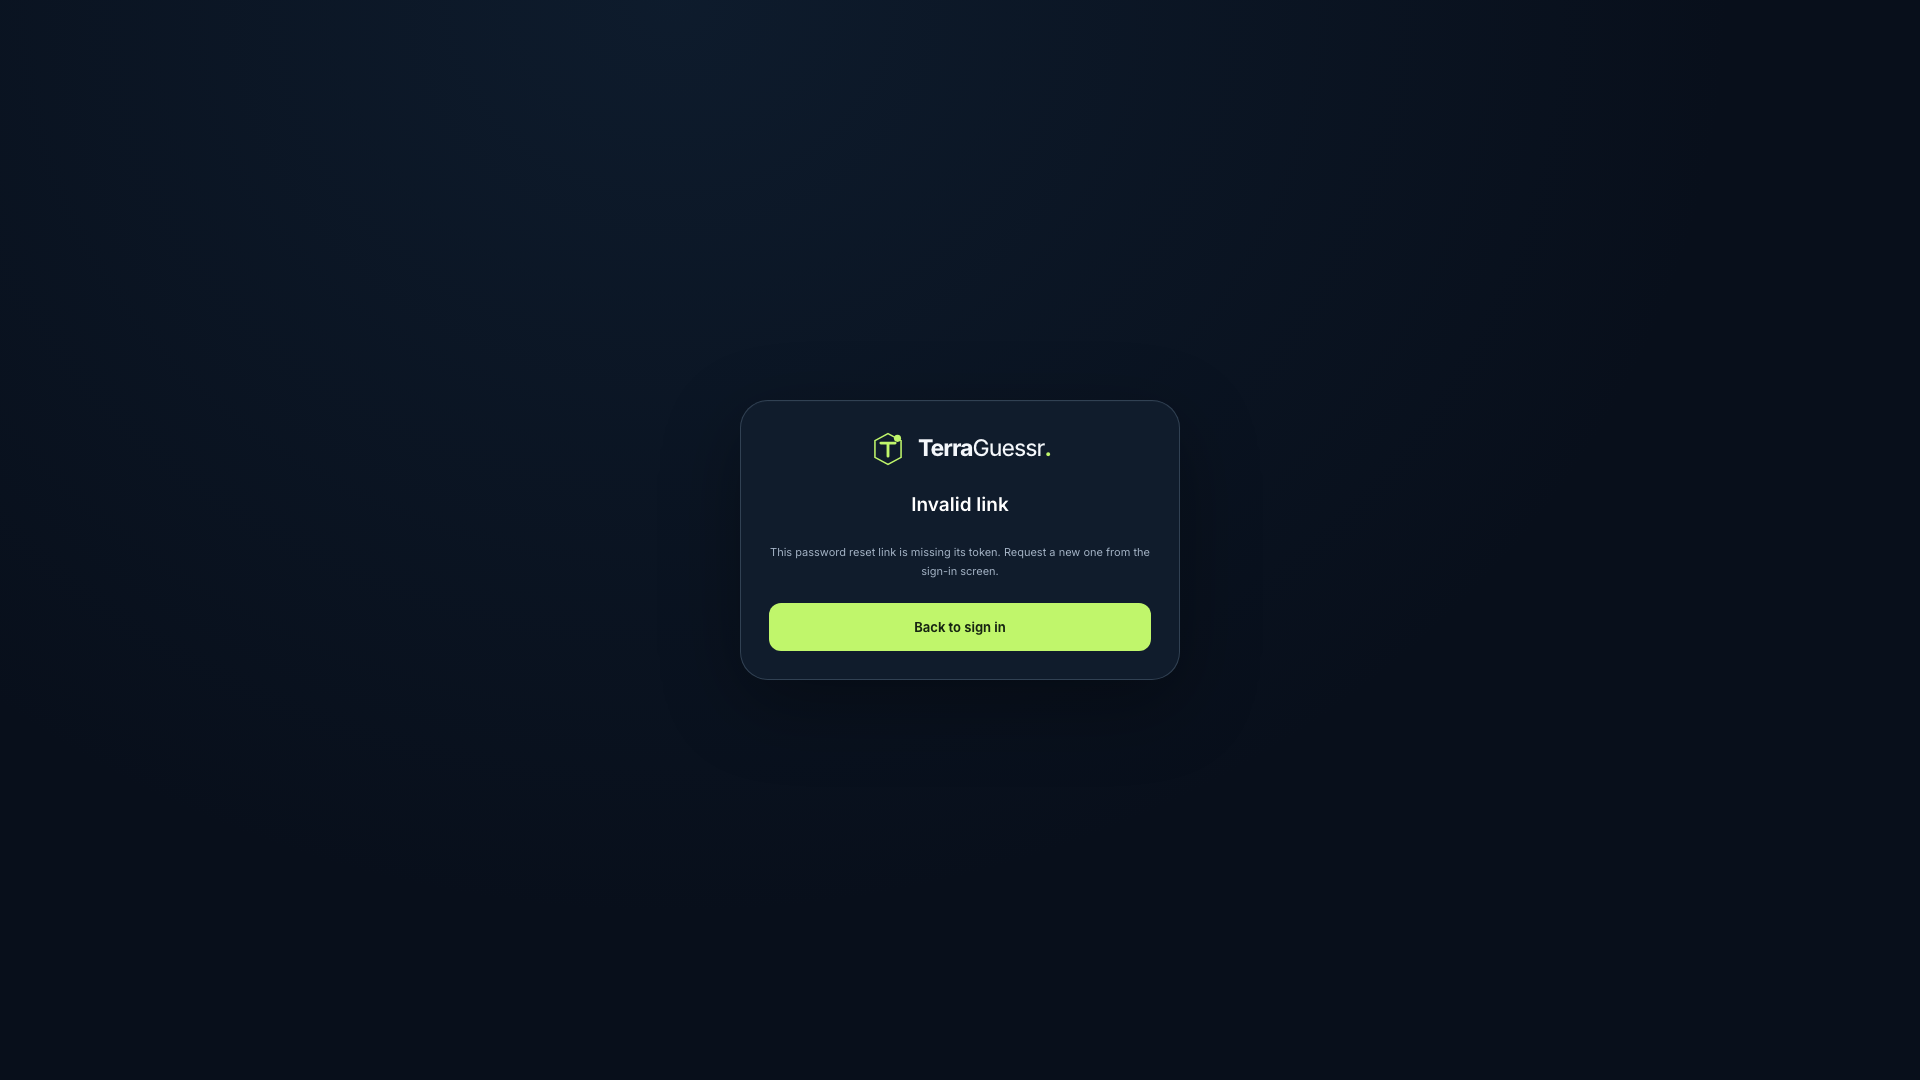 TerraGuessr.
Invalid link
This password reset link is missing its token. Request a new one from the
sign-in screen.
Back to sign in